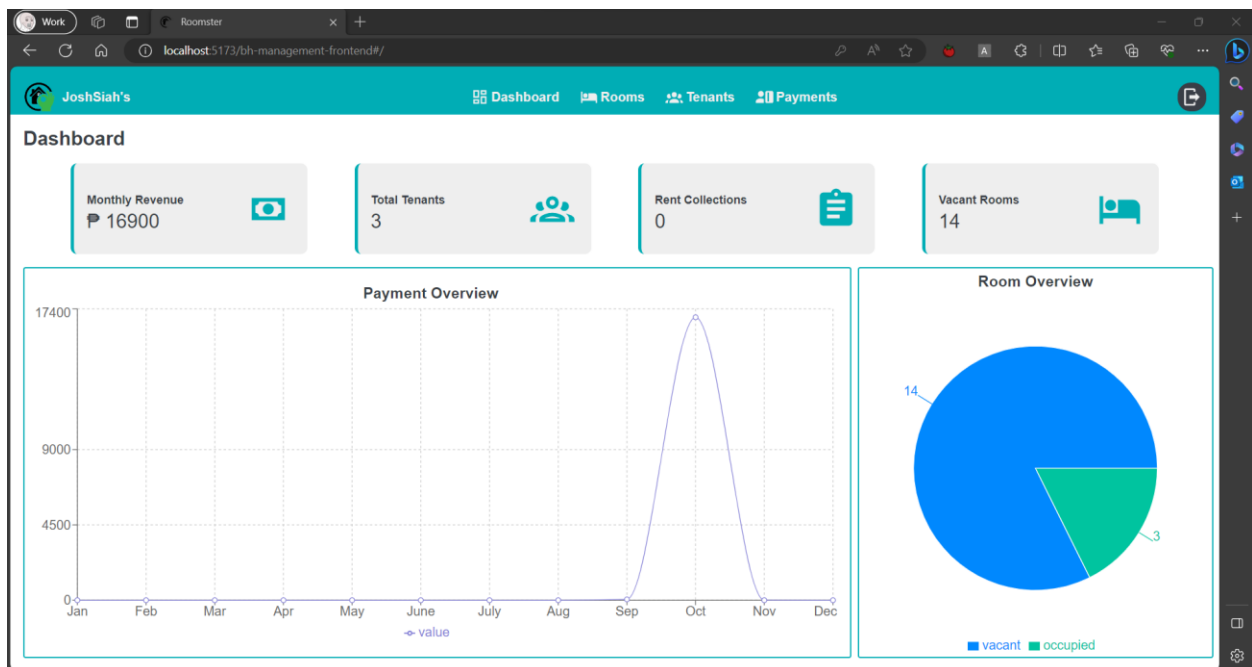 Work
Roomster
localhost:5173/bh-management-frontend#/
JoshSiah's
Dashboard
Rooms
Tenants
Payments
Dashboard
Monthly Revenue
₱ 16900
Total Tenants
3
Rent Collections
0
Vacant Rooms
14
Payment Overview
17400
9000
4500
0
Jan Feb Mar Apr May June July Aug Sep Oct Nov Dec
value
Room Overview
14
3
vacant occupied